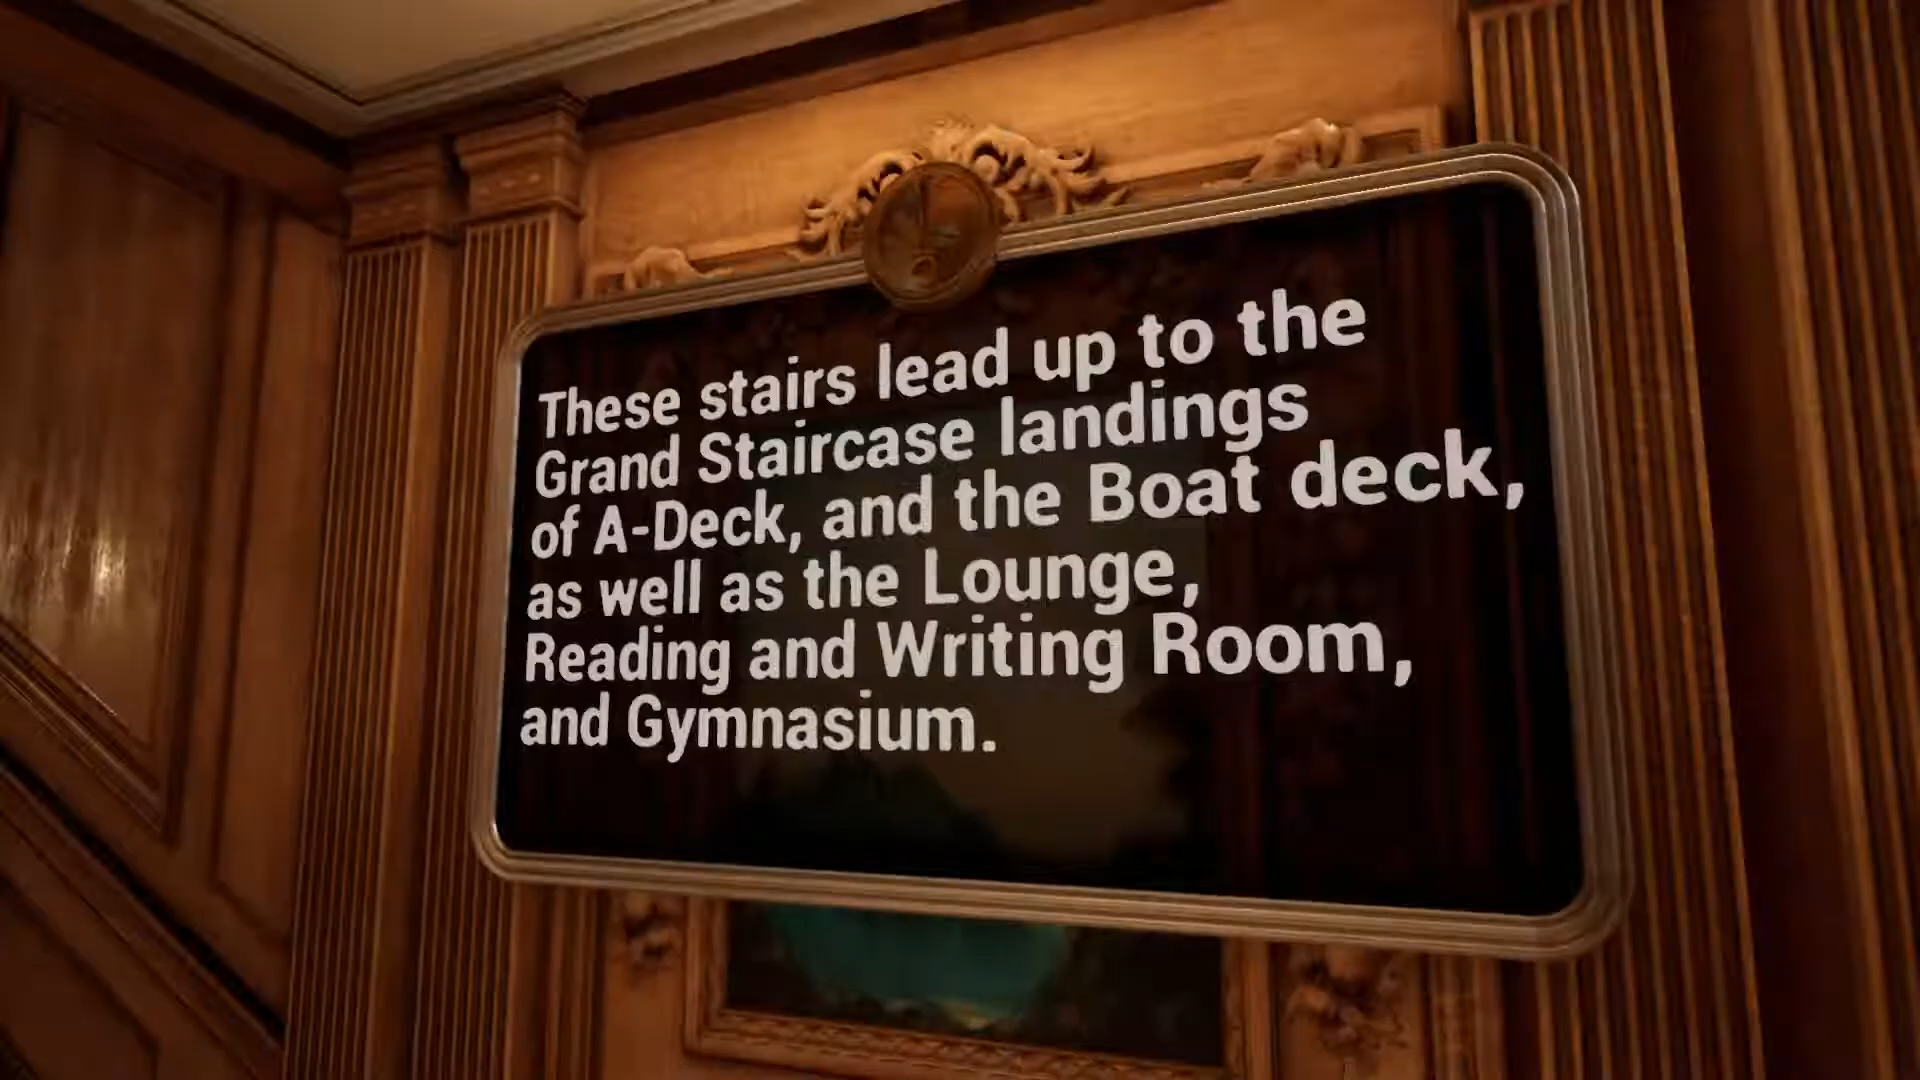 These stairs lead up to the
Grand Staircase landings
of A-Deck, and the Boat deck,
as well as the Lounge,
Reading and Writing Room,
and Gymnasium.